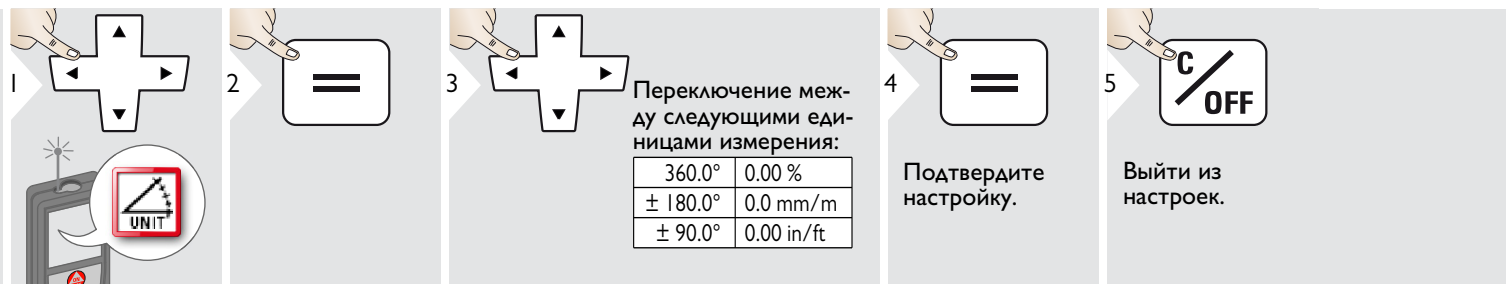 1
UNIT
2
=
3
Переключение меж-
ду следующими еди-
ницами измерения:
360.0° 0.00 %
± 180.0° 0.0 mm/m
± 90.0° 0.00 in/ft
4
=
Подтвердите
настройку.
5
C/OFF
Выйти из
настроек.